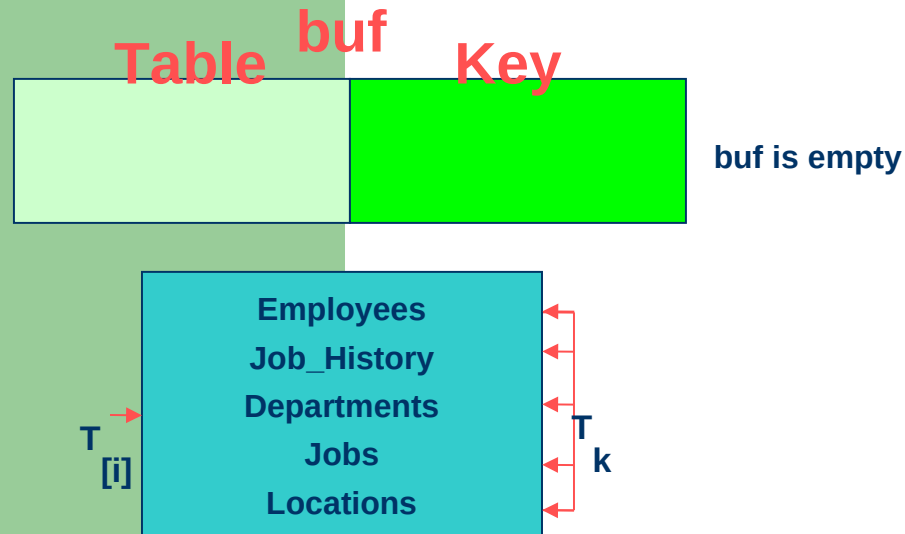 buf
Table
Key
buf is empty
Employees
Job_History
Departments
Jobs
Locations
T
[i]
T
k